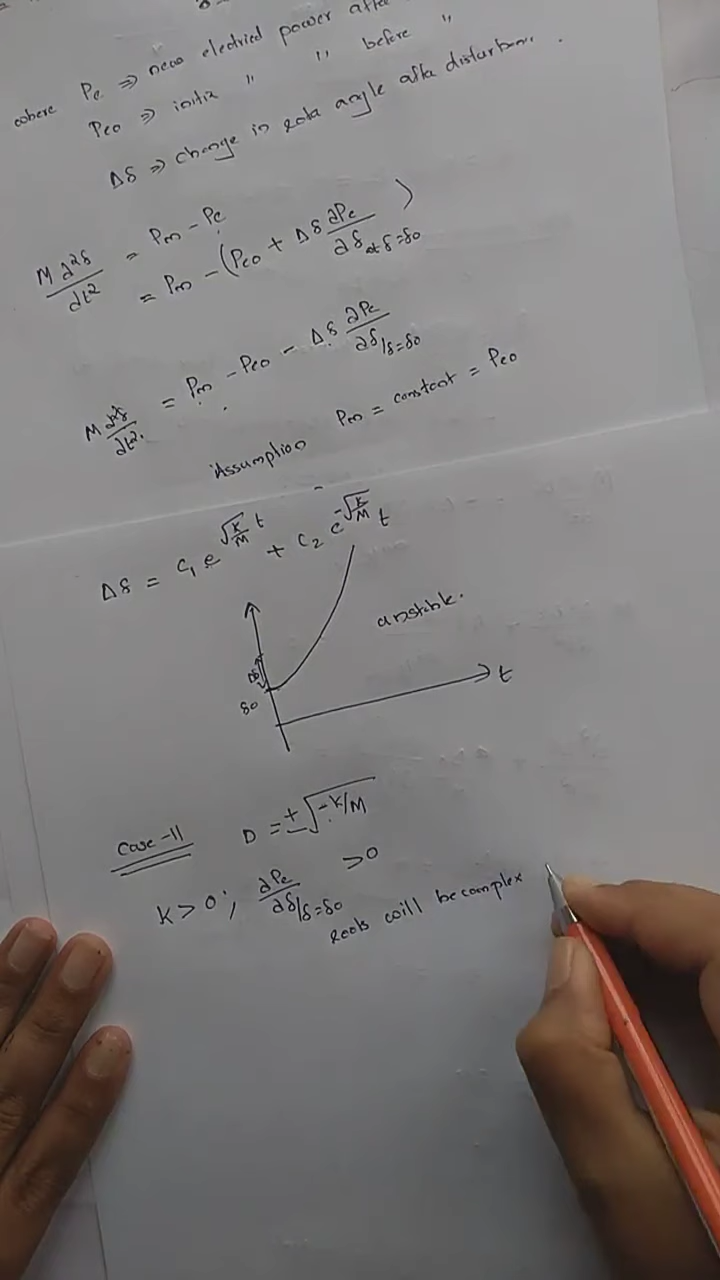 where Pe ⇒ new electrical power after
Peo ⇒ initia " " before "
Δδ ⇒ change in rotor angle after disturbance.
M d²δ/dt² = Pm - Pe
= Pm - (Peo + Δδ ∂Pe/∂δ at δ=δo)
M d²δ/dt² = Pm - Peo - Δδ ∂Pe/∂δ|δ=δo
Assumption Pm = constant = Peo
Δδ = C₁ e^√(K/M) t + C₂ e^-√(K/M) t
unstable.
Δδ
δo
t
Case-II D = ±√(-K/M)
K > 0; ∂Pe/∂δ|δ=δo > 0
Roots will be complex